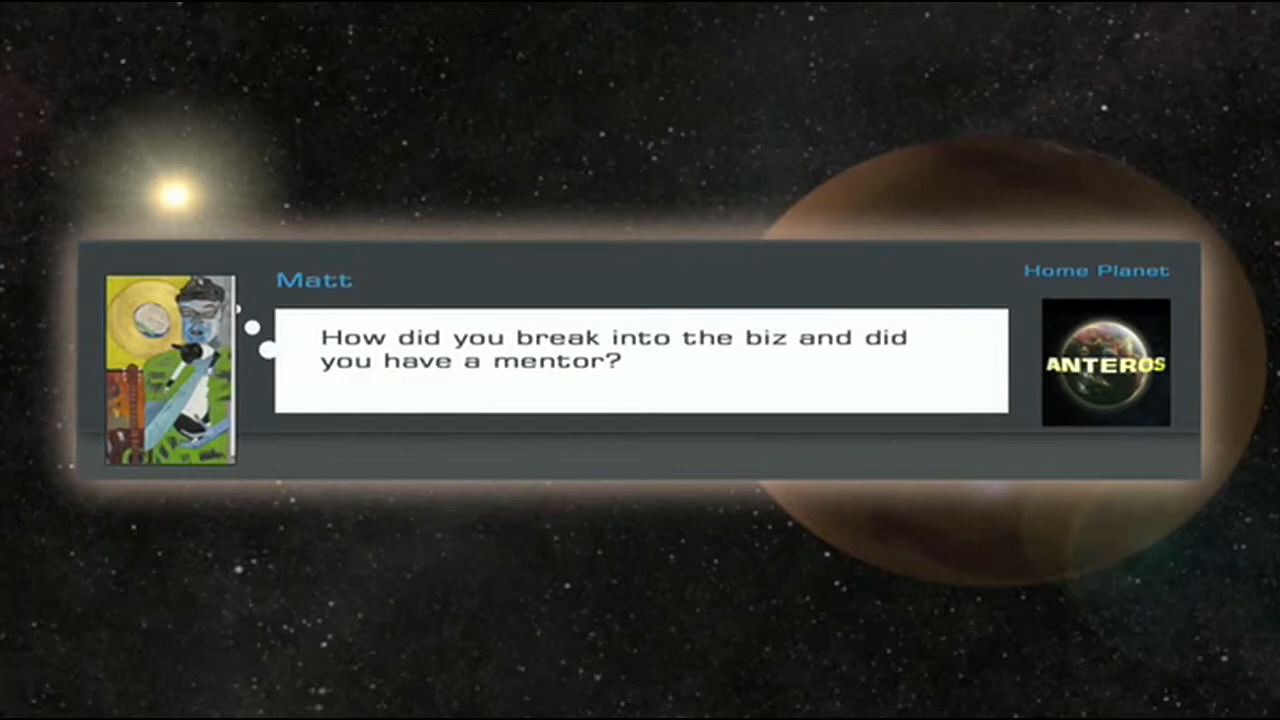 Matt
Home Planet
How did you break into the biz and did
you have a mentor?
ANTEROS